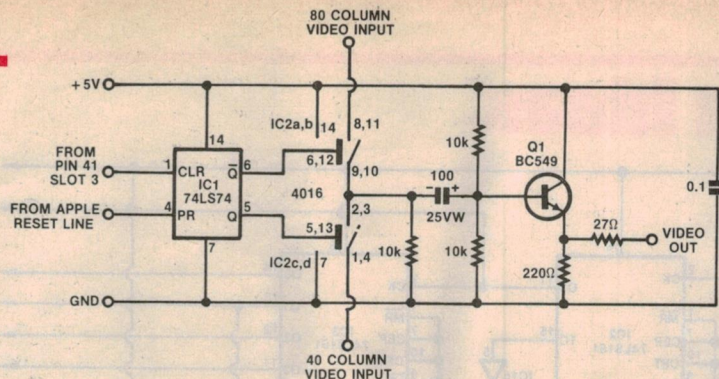 80 COLUMN
VIDEO INPUT
+5V
IC2a,b
14
8,11
14
FROM
PIN 41
SLOT 3
1
CLR
IC1
74LS74
Q̅
6
6,12
9,10
4016
10k
100
- +
25VW
Q1
BC549
0.1
FROM APPLE
RESET LINE
4
PR
Q
5
5,13
2,3
1,4
10k
10k
27Ω
VIDEO
OUT
7
IC2c,d
7
220Ω
GND
40 COLUMN
VIDEO INPUT